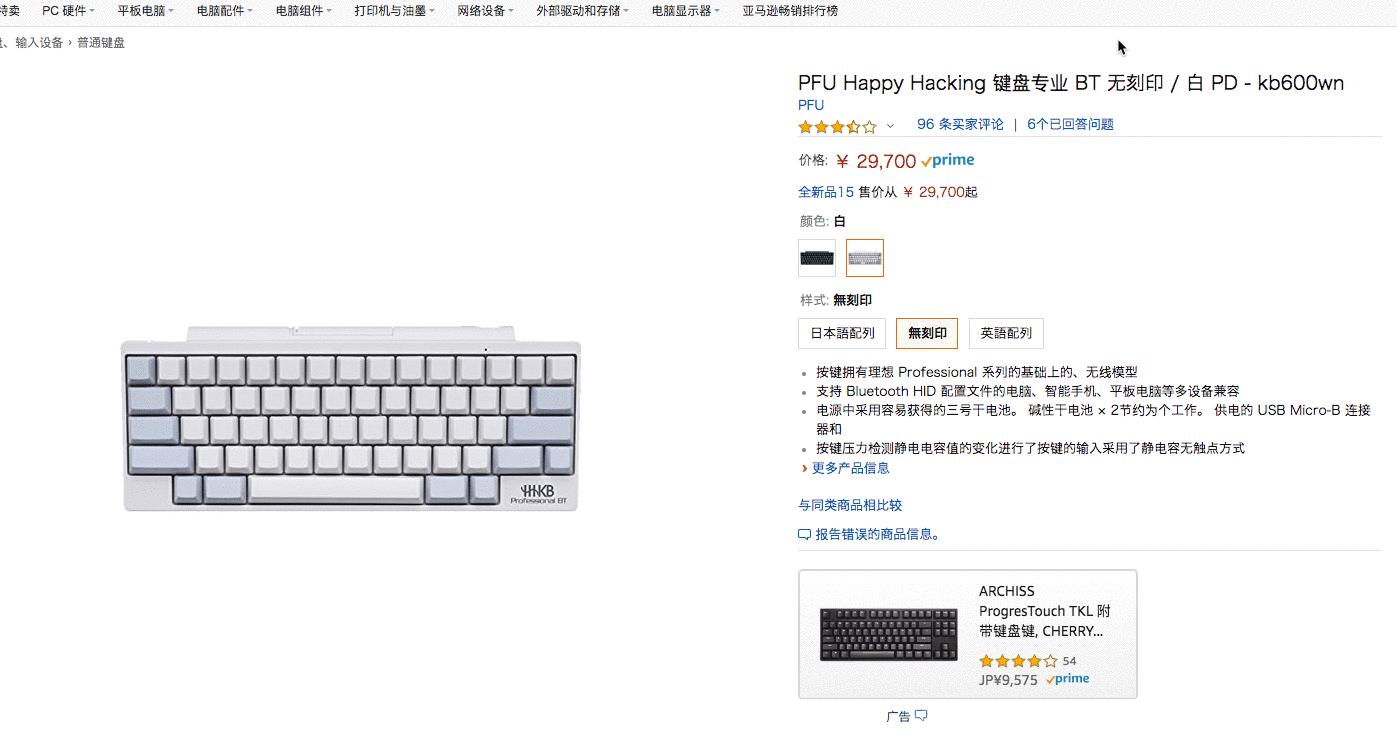 特卖 PC 硬件 平板电脑 电脑配件 电脑组件 打印机与油墨 网络设备 外部驱动和存储 电脑显示器 亚马逊畅销排行榜
、输入设备 › 普通键盘
PFU Happy Hacking 键盘专业 BT 无刻印 / 白 PD - kb600wn
PFU
96 条买家评论 | 6个已回答问题
价格: ￥ 29,700 prime
全新品15 售价从 ￥ 29,700起
颜色: 白
样式: 無刻印
日本語配列 無刻印 英語配列
按键拥有理想 Professional 系列的基础上的、无线模型
支持 Bluetooth HID 配置文件的电脑、智能手机、平板电脑等多设备兼容
电源中采用容易获得的三号干电池。 碱性干电池 × 2节约为个工作。 供电的 USB Micro-B 连接
器和
按键压力检测静电电容值的变化进行了按键的输入采用了静电容无触点方式
› 更多产品信息
与同类商品相比较
报告错误的商品信息。
HHKB
Professional BT
ARCHISS
ProgresTouch TKL 附
带键盘键, CHERRY...
54
JP¥9,575 prime
广告